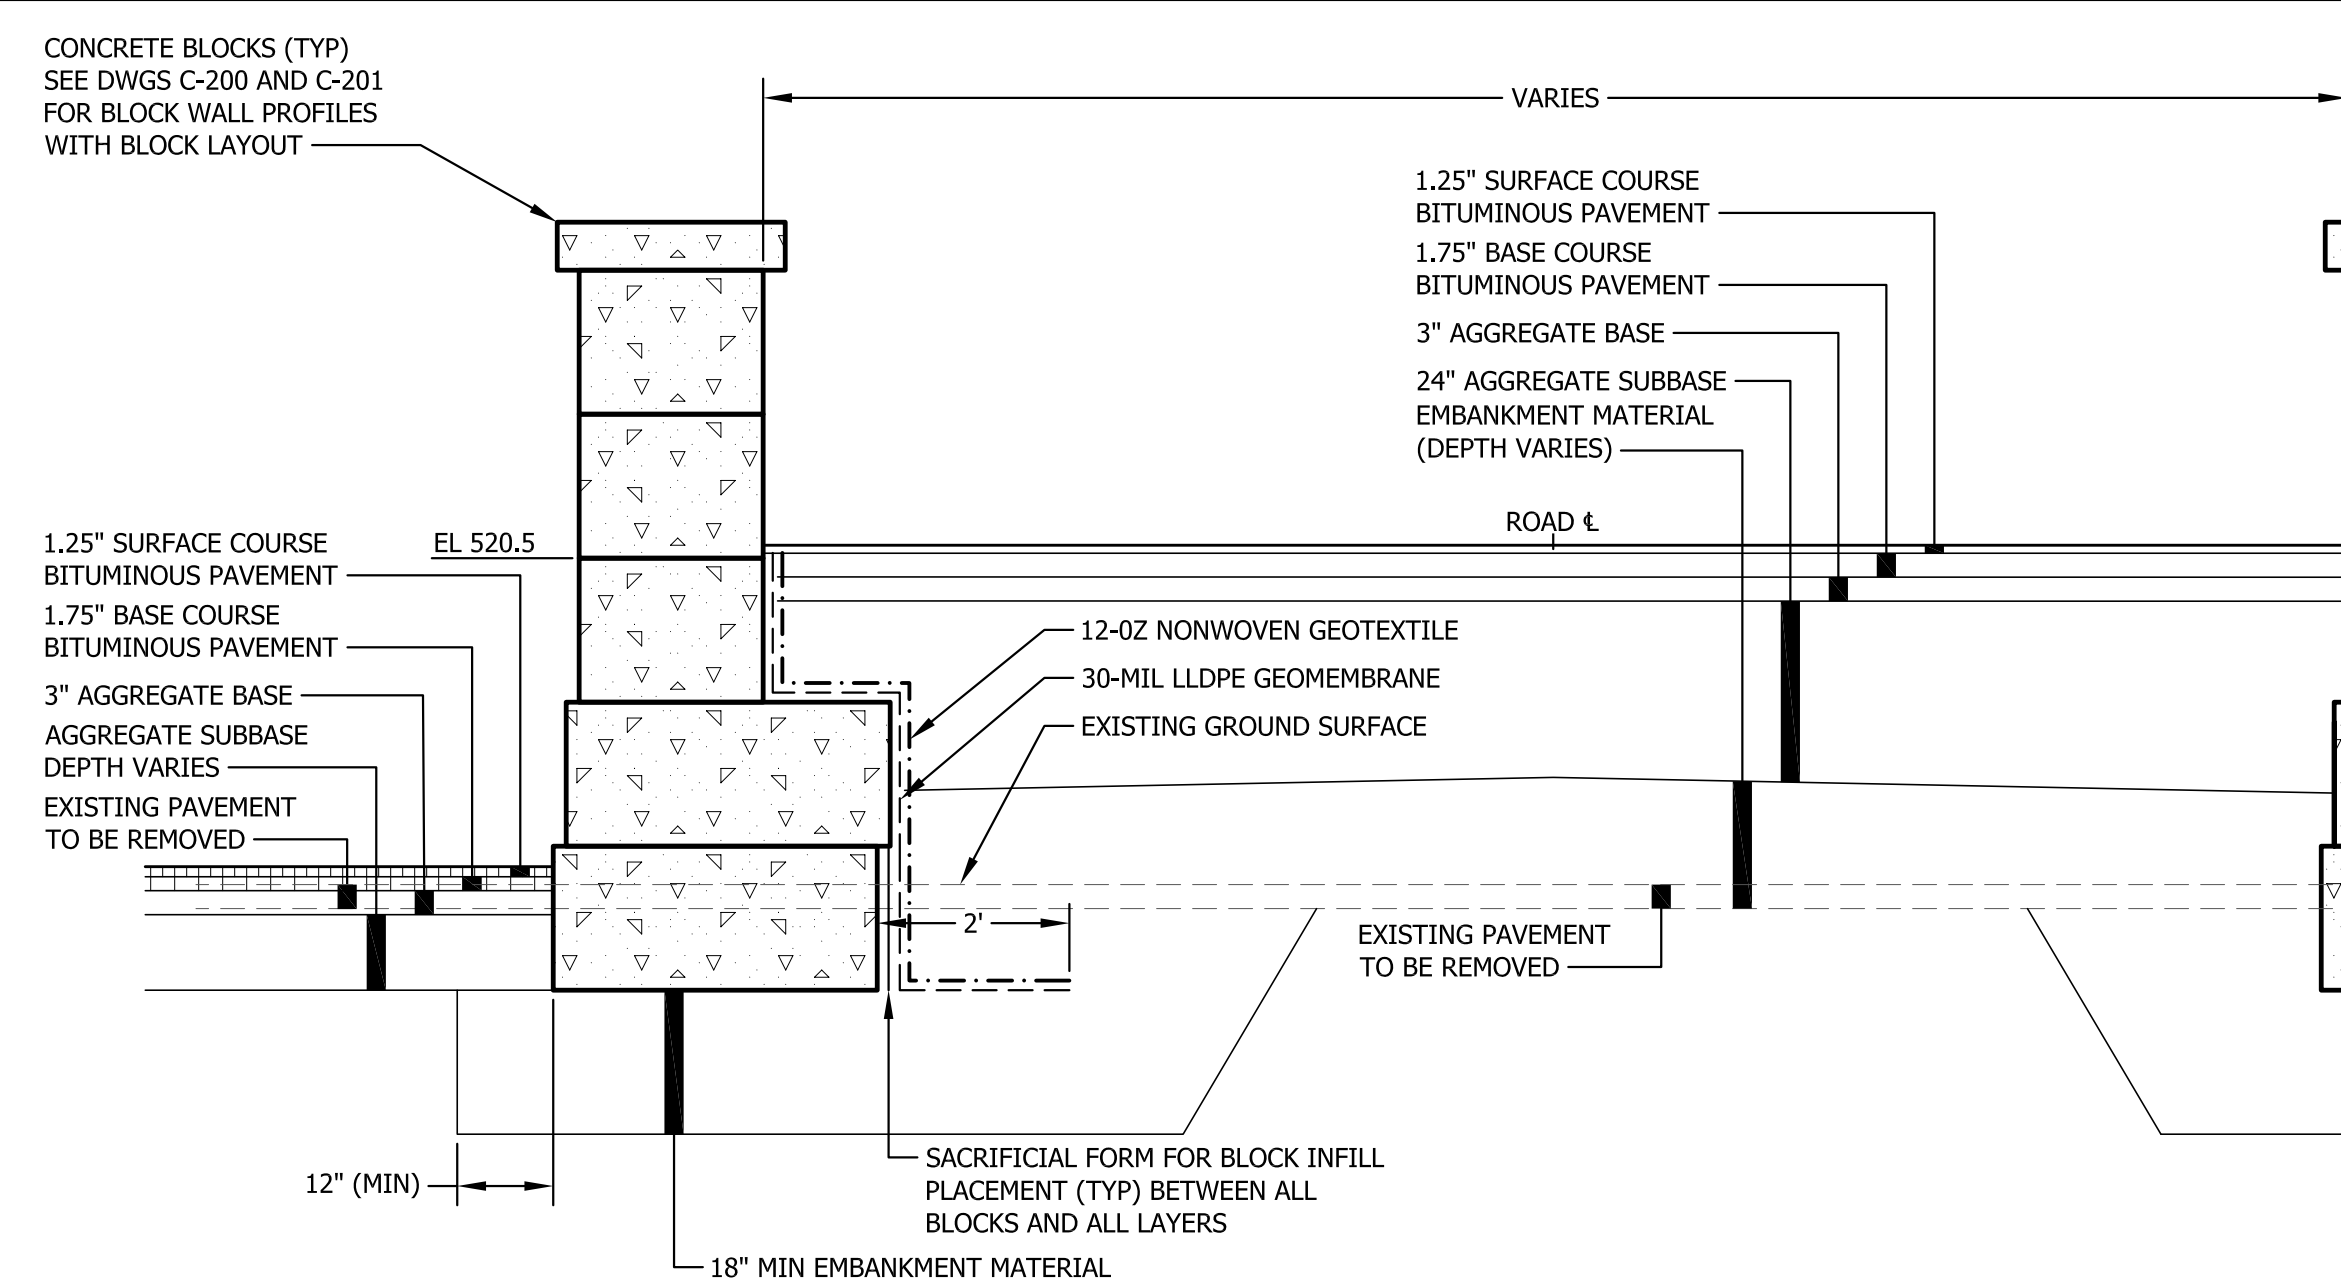 CONCRETE BLOCKS (TYP)
SEE DWGS C-200 AND C-201
FOR BLOCK WALL PROFILES
WITH BLOCK LAYOUT
VARIES
1.25" SURFACE COURSE
BITUMINOUS PAVEMENT
1.75" BASE COURSE
BITUMINOUS PAVEMENT
3" AGGREGATE BASE
24" AGGREGATE SUBBASE
EMBANKMENT MATERIAL
(DEPTH VARIES)
ROAD ℄
EL 520.5
1.25" SURFACE COURSE
BITUMINOUS PAVEMENT
1.75" BASE COURSE
BITUMINOUS PAVEMENT
3" AGGREGATE BASE
AGGREGATE SUBBASE
DEPTH VARIES
EXISTING PAVEMENT
TO BE REMOVED
12-0Z NONWOVEN GEOTEXTILE
30-MIL LLDPE GEOMEMBRANE
EXISTING GROUND SURFACE
2'
EXISTING PAVEMENT
TO BE REMOVED
12" (MIN)
SACRIFICIAL FORM FOR BLOCK INFILL
PLACEMENT (TYP) BETWEEN ALL
BLOCKS AND ALL LAYERS
18" MIN EMBANKMENT MATERIAL